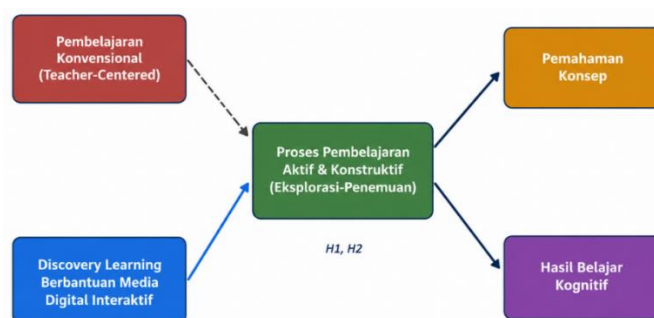 Pembelajaran
Konvensional
(Teacher-Centered)
Pemahaman
Konsep
Proses Pembelajaran
Aktif & Konstruktif
(Eksplorasi-Penemuan)
H1, H2
Discovery Learning
Berbantuan Media
Digital Interaktif
Hasil Belajar
Kognitif